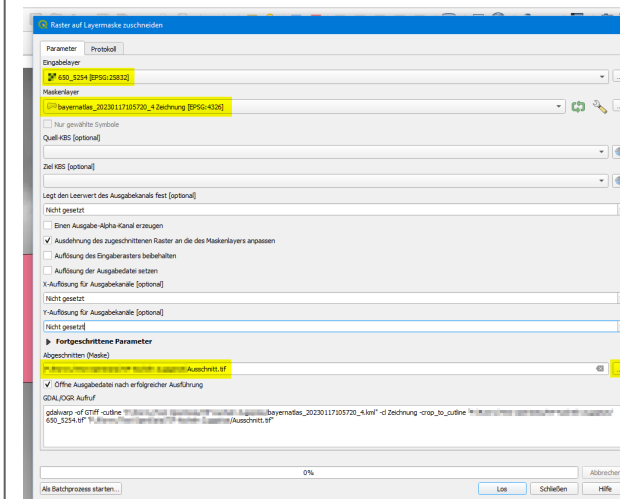 Raster auf Layermaske zuschneiden
Parameter Protokoll
Eingabelayer
650_5254 [EPSG:25832]
Maskenlayer
bayernatlas_20230117105720_4 Zeichnung [EPSG:4326]
Nur gewählte Symbole
Quell-KBS [optional]
Ziel KBS [optional]
Legt den Leerwert des Ausgabekanals fest [optional]
Nicht gesetzt
Einen Ausgabe-Alpha-Kanal erzeugen
Ausdehnung des zugeschnittenen Raster an die des Maskenlayers anpassen
Auflösung des Eingaberasters beibehalten
Auflösung der Ausgabedatei setzen
X-Auflösung für Ausgabekanäle [optional]
Nicht gesetzt
Y-Auflösung für Ausgabekanäle [optional]
Nicht gesetzt
Fortgeschrittene Parameter
Abgeschnitten (Maske)
Ausschnitt.tif
Öffne Ausgabedatei nach erfolgreicher Ausführung
GDAL/OGR Aufruf
gdalwarp -of GTiff -cutline bayernatlas_20230117105720_4.kml" -cl Zeichnung -crop_to_cutline
650_5254.tif" /Ausschnitt.tif"
0%
Abbrechen
Als Batchprozess starten... Los Schließen Hilfe